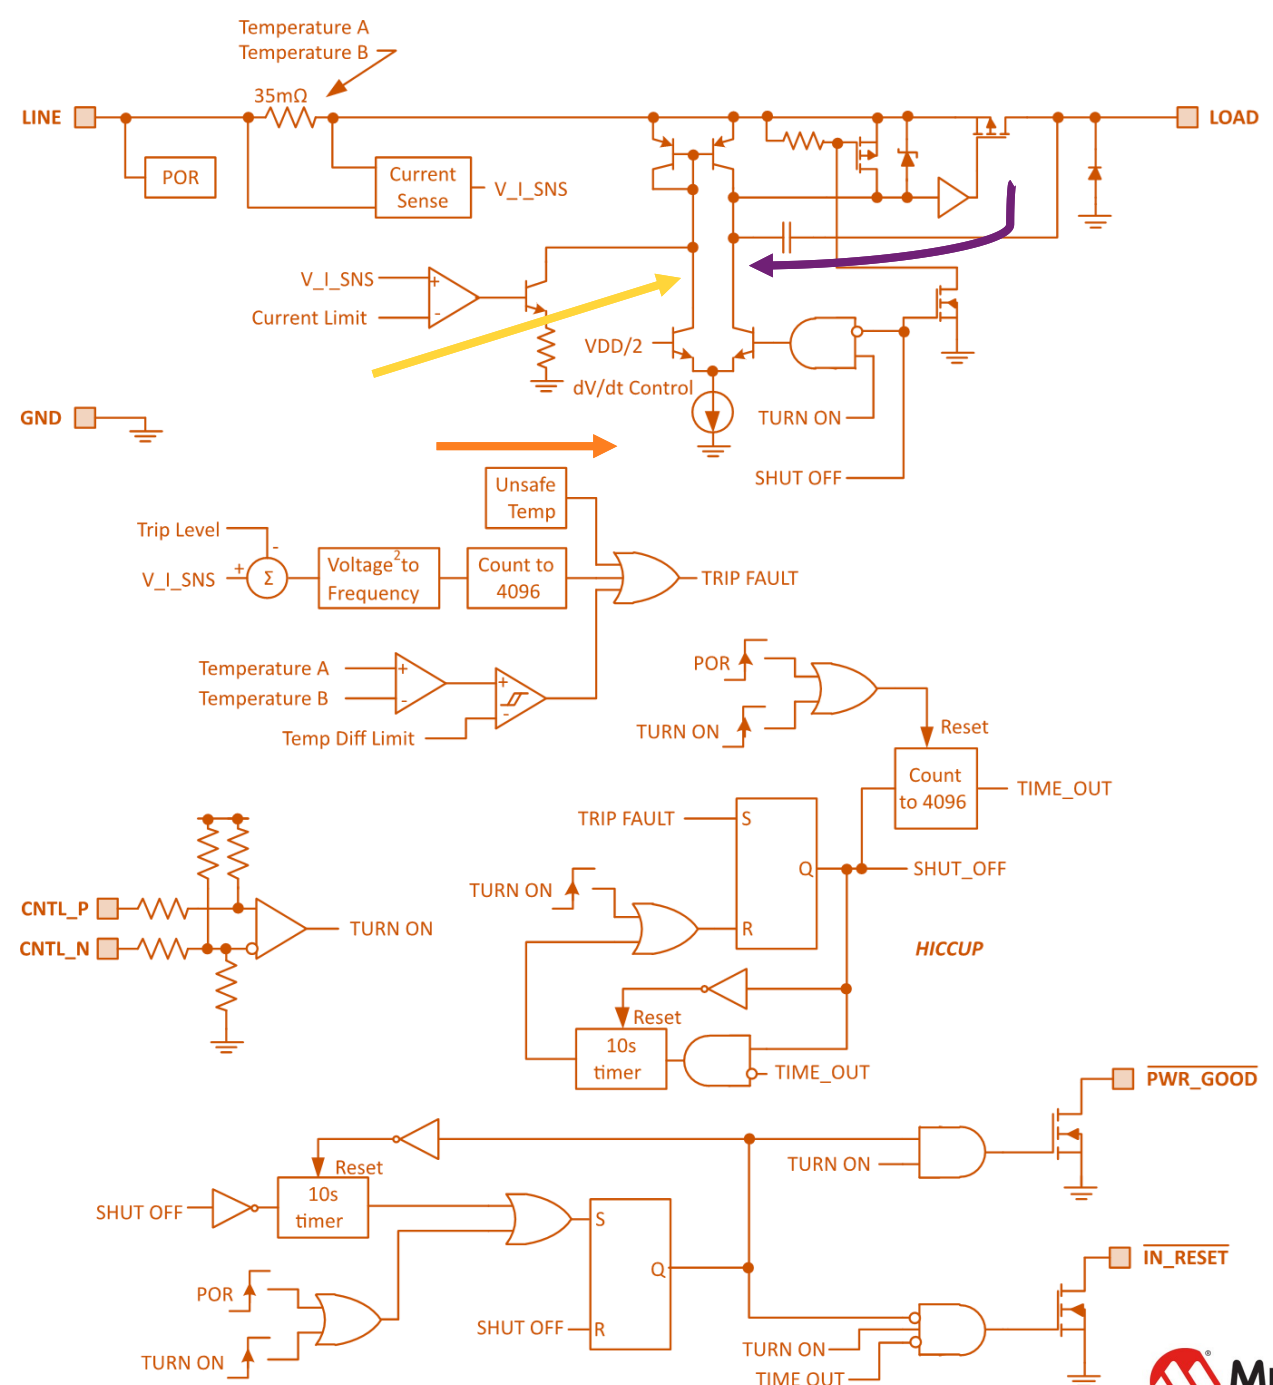 Temperature A
Temperature B
35mΩ
LINE
LOAD
POR
Current
Sense
V_I_SNS
V_I_SNS
Current Limit
VDD/2
dV/dt Control
TURN ON
GND
SHUT OFF
Unsafe
Temp
Trip Level
-
+
V_I_SNS
Σ
Voltage² to
Frequency
Count to
4096
TRIP FAULT
Temperature A
Temperature B
Temp Diff Limit
POR
TURN ON
Reset
Count
to 4096
TIME_OUT
TRIP FAULT
S
Q
SHUT_OFF
TURN ON
R
HICCUP
CNTL_P
CNTL_N
TURN ON
Reset
10s
timer
TIME_OUT
PWR_GOOD
TURN ON
Reset
SHUT OFF
10s
timer
S
Q
IN_RESET
POR
SHUT OFF
R
TURN ON
TURN ON
TIME OUT